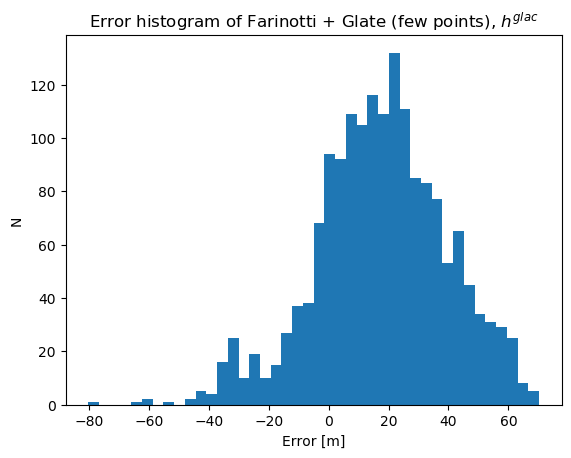 Error histogram of Farinotti + Glate (few points), h^glac
120
100
80
60
40
20
0
N
−80 −60 −40 −20 0 20 40 60
Error [m]